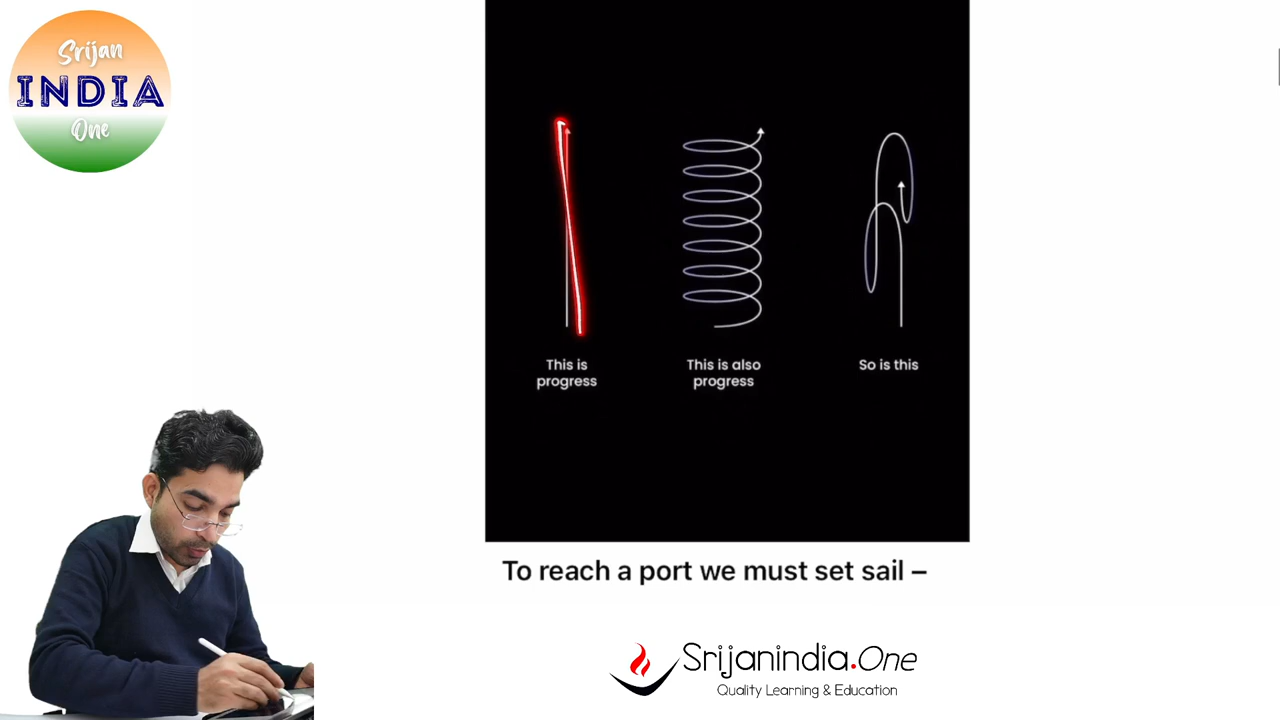 Srijan
INDIA
One
This is
progress
This is also
progress
So is this
To reach a port we must set sail –
Srijanindia.One
Quality Learning & Education